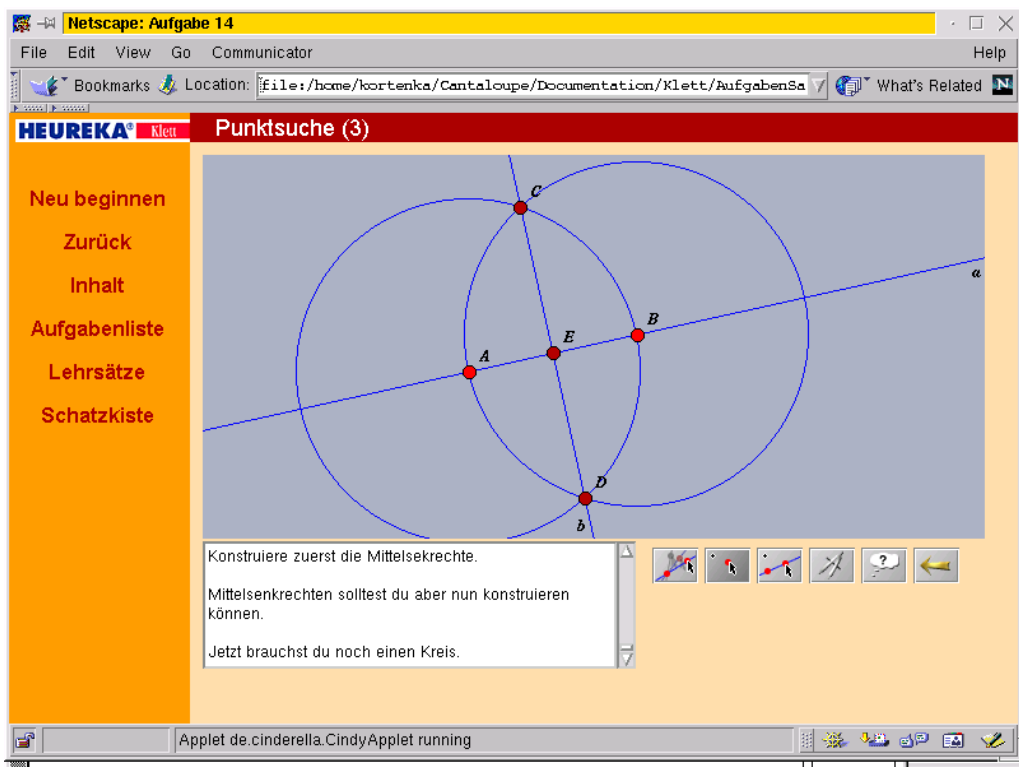 Netscape: Aufgabe 14
File Edit View Go Communicator Help
Bookmarks Location: file:/home/kortenka/Cantaloupe/Documentation/Klett/AufgabenSa What's Related N
HEUREKA® Klett Punktsuche (3)
Neu beginnen
Zurück
Inhalt
Aufgabenliste
Lehrsätze
Schatzkiste
C
a
B
E
A
D
b
Konstruiere zuerst die Mittelsekrechte.
Mittelsenkrechten solltest du aber nun konstruieren
können.
Jetzt brauchst du noch einen Kreis.
?
Applet de.cinderella.CindyApplet running